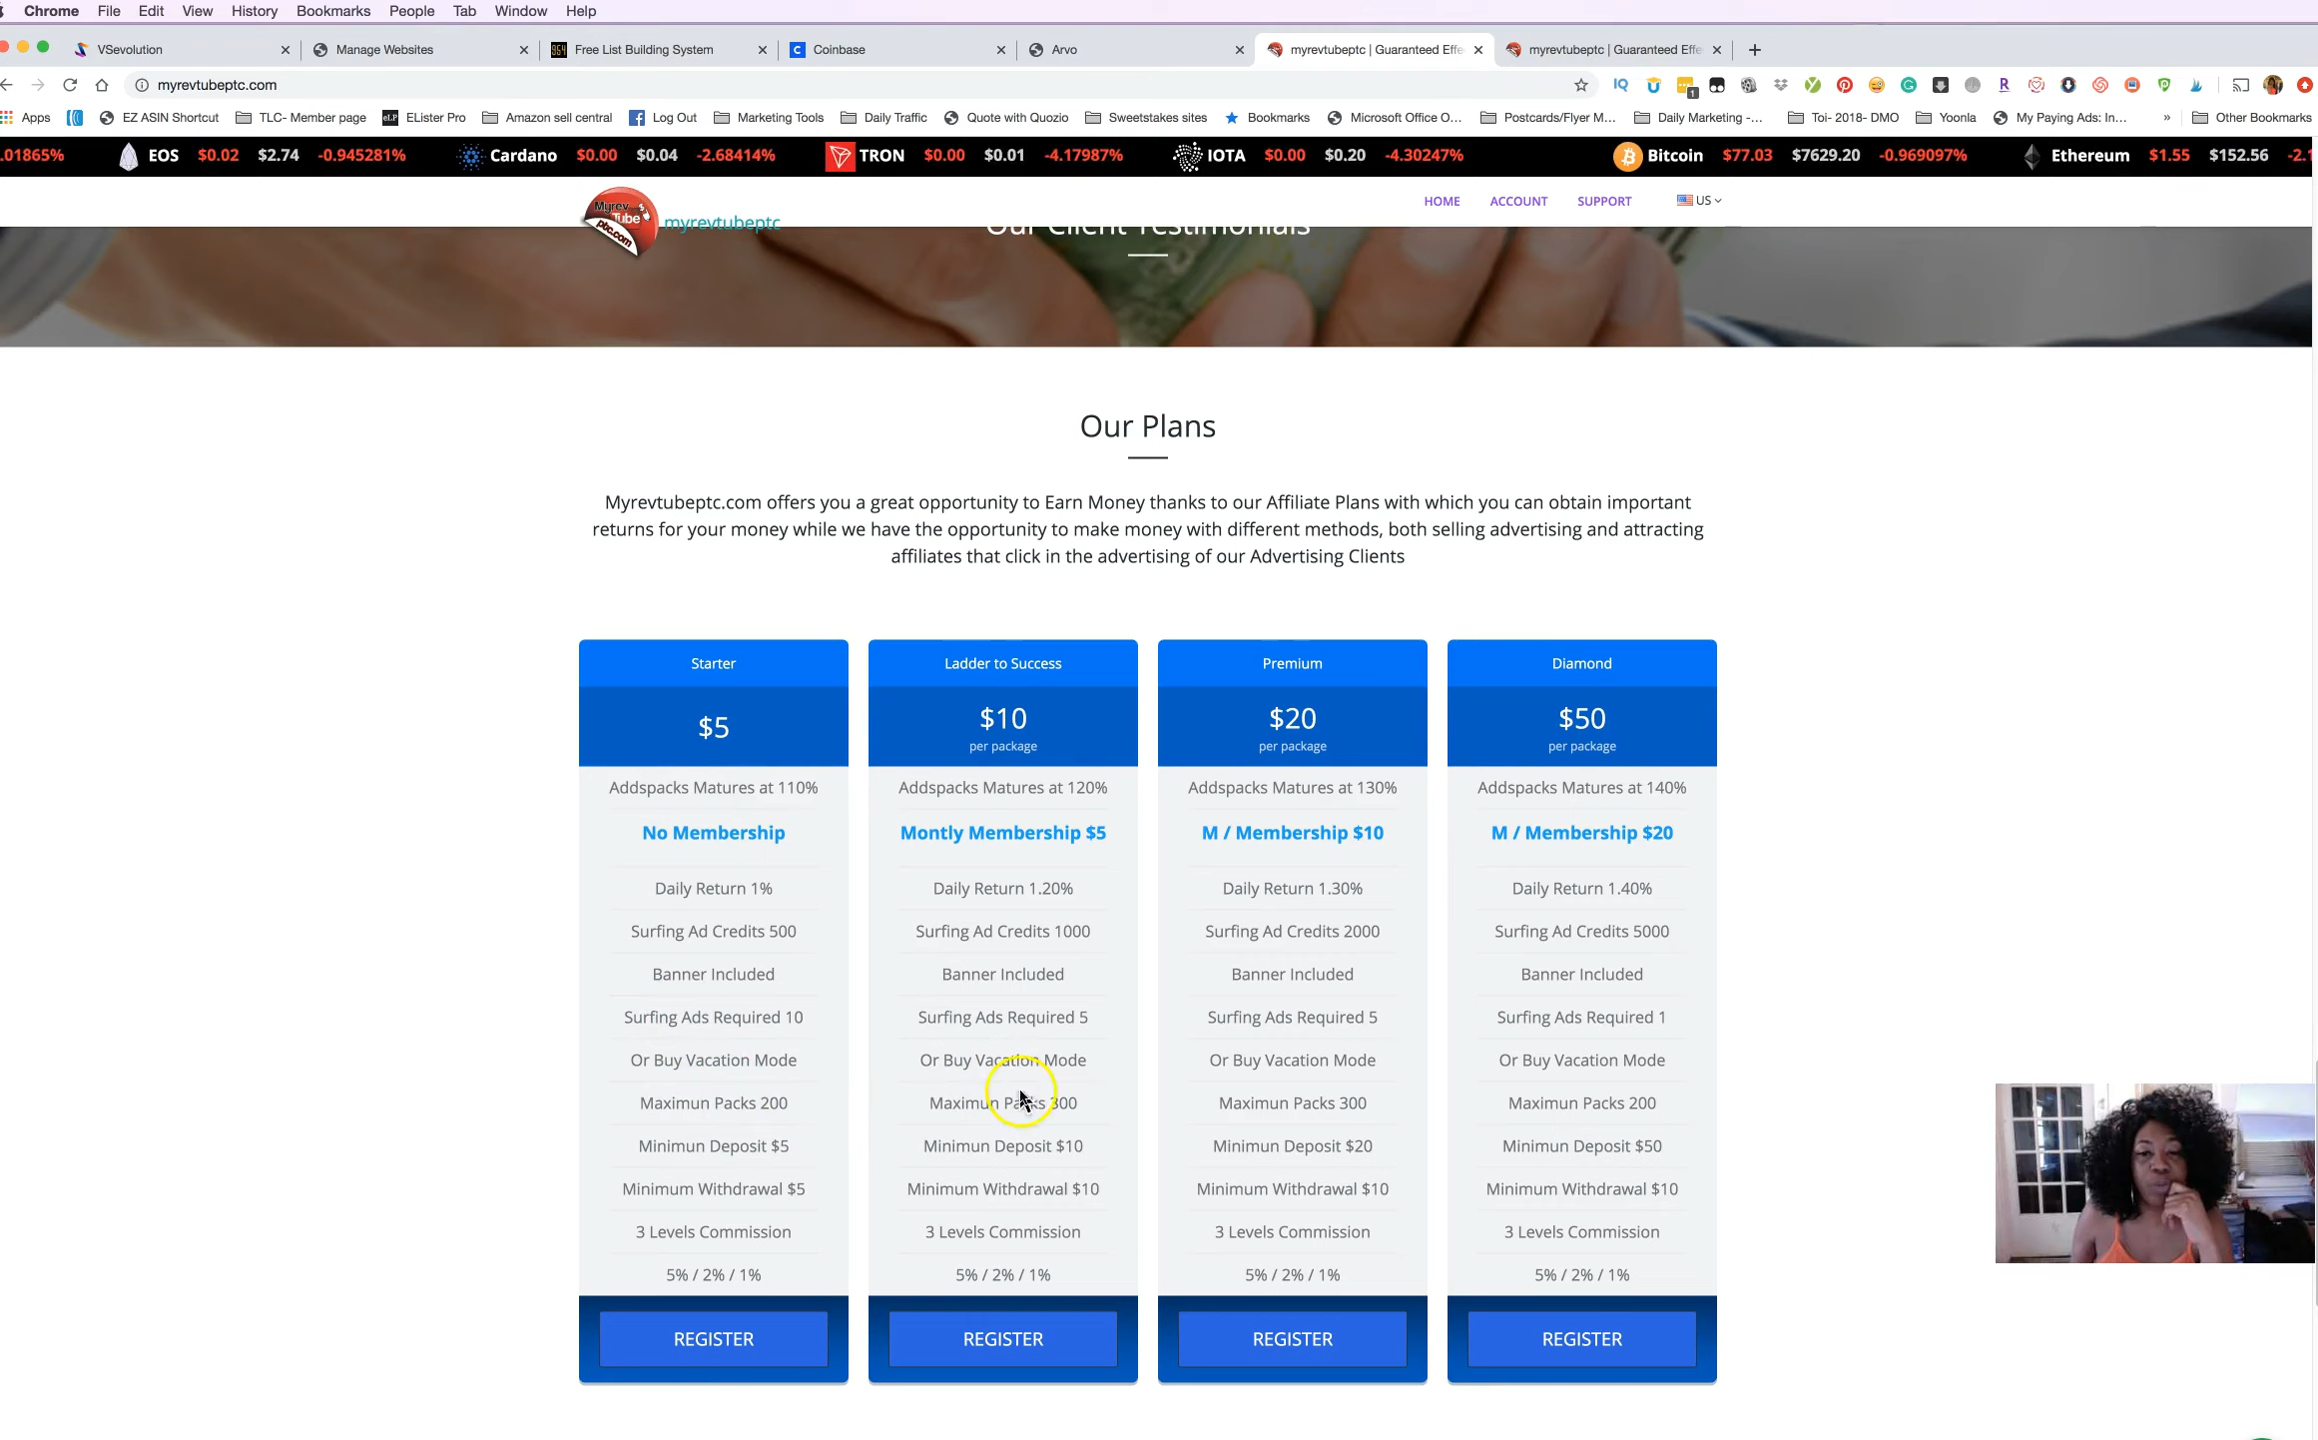 Chrome File Edit View History Bookmarks People Tab Window Help
VSevolution Manage Websites Free List Building System Coinbase Arvo myrevtubeptc | Guaranteed Effe myrevtubeptc | Guaranteed Effe
myrevtubeptc.com
Apps EZ ASIN Shortcut TLC- Member page ELister Pro Amazon sell central Log Out Marketing Tools Daily Traffic Quote with Quozio Sweetstakes sites Bookmarks Microsoft Office O... Postcards/Flyer M... Daily Marketing -... Toi- 2018- DMO Yoonla My Paying Ads: In... » Other Bookmarks
.01865% EOS $0.02 $2.74 -0.945281% Cardano $0.00 $0.04 -2.68414% TRON $0.00 $0.01 -4.17987% IOTA $0.00 $0.20 -4.30247% Bitcoin $77.03 $7629.20 -0.969097% Ethereum $1.55 $152.56 -2.1
Myrev Tube ptc.com myrevtubeptc HOME ACCOUNT SUPPORT US
Our Client Testimonials
Our Plans
Myrevtubeptc.com offers you a great opportunity to Earn Money thanks to our Affiliate Plans with which you can obtain important
returns for your money while we have the opportunity to make money with different methods, both selling advertising and attracting
affiliates that click in the advertising of our Advertising Clients
Starter Ladder to Success Premium Diamond
$5 $10 $20 $50
per package per package per package
Addspacks Matures at 110% Addspacks Matures at 120% Addspacks Matures at 130% Addspacks Matures at 140%
No Membership Montly Membership $5 M / Membership $10 M / Membership $20
Daily Return 1% Daily Return 1.20% Daily Return 1.30% Daily Return 1.40%
Surfing Ad Credits 500 Surfing Ad Credits 1000 Surfing Ad Credits 2000 Surfing Ad Credits 5000
Banner Included Banner Included Banner Included Banner Included
Surfing Ads Required 10 Surfing Ads Required 5 Surfing Ads Required 5 Surfing Ads Required 1
Or Buy Vacation Mode Or Buy Vacation Mode Or Buy Vacation Mode Or Buy Vacation Mode
Maximun Packs 200 Maximun Packs 300 Maximun Packs 300 Maximun Packs 200
Minimun Deposit $5 Minimun Deposit $10 Minimun Deposit $20 Minimun Deposit $50
Minimum Withdrawal $5 Minimum Withdrawal $10 Minimum Withdrawal $10 Minimum Withdrawal $10
3 Levels Commission 3 Levels Commission 3 Levels Commission 3 Levels Commission
5% / 2% / 1% 5% / 2% / 1% 5% / 2% / 1% 5% / 2% / 1%
REGISTER REGISTER REGISTER REGISTER